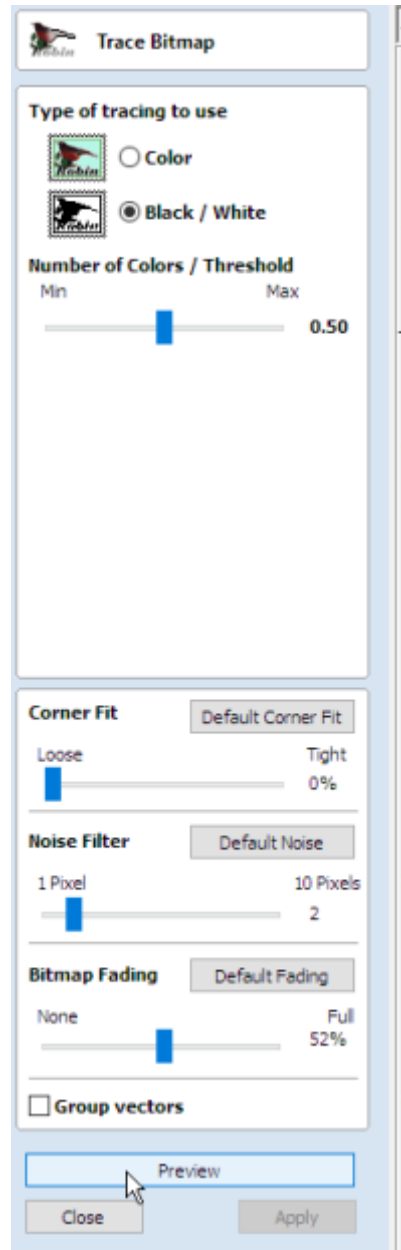 Trace Bitmap
Type of tracing to use
Color
Black / White
Number of Colors / Threshold
Min Max
0.50
Corner Fit Default Corner Fit
Loose Tight
0%
Noise Filter Default Noise
1 Pixel 10 Pixels
2
Bitmap Fading Default Fading
None Full
52%
Group vectors
Preview
Close Apply